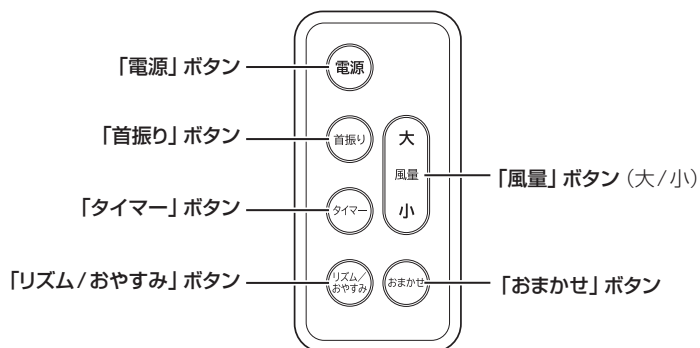 「電源」ボタン
電源
「首振り」ボタン
首振り
大
風量
小
「風量」ボタン（大/小）
「タイマー」ボタン
タイマー
「リズム/おやすみ」ボタン
リズム／
おやすみ
おまかせ
「おまかせ」ボタン